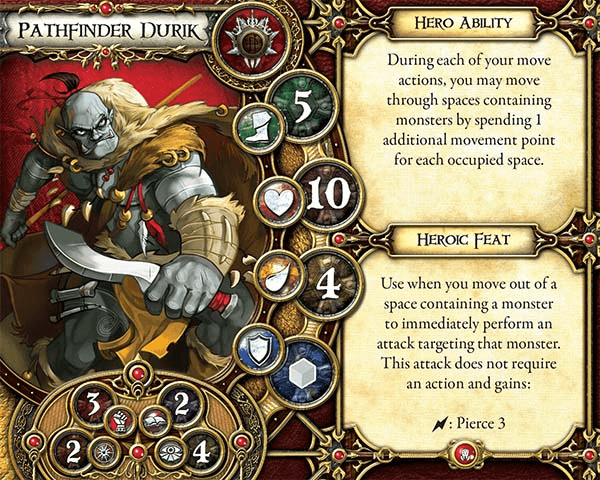 Pathfinder Durik
5
10
4
3
2
2
4
Hero Ability
During each of your move
actions, you may move
through spaces containing
monsters by spending 1
additional movement point
for each occupied space.
Heroic Feat
Use when you move out of a
space containing a monster
to immediately perform an
attack targeting that monster.
This attack does not require
an action and gains:
: Pierce 3